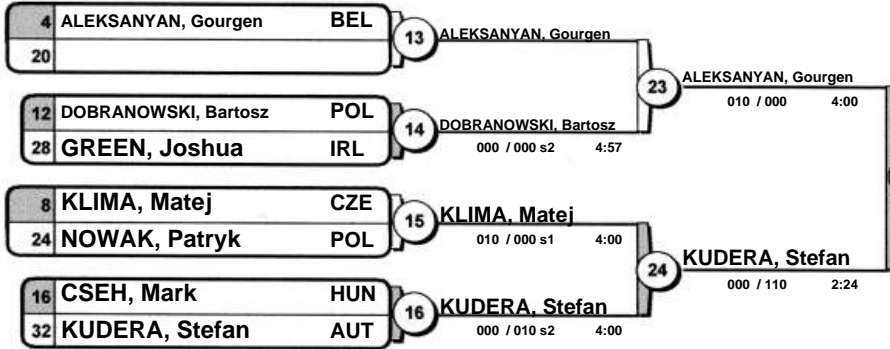 4 ALEKSANYAN, Gourgen BEL
20
13
ALEKSANYAN, Gourgen
12 DOBRANOWSKI, Bartosz POL
28 GREEN, Joshua IRL
14
DOBRANOWSKI, Bartosz
000 / 000 s2 4:57
23
ALEKSANYAN, Gourgen
010 / 000 4:00
8 KLIMA, Matej CZE
24 NOWAK, Patryk POL
15
KLIMA, Matej
010 / 000 s1 4:00
16 CSEH, Mark HUN
32 KUDERA, Stefan AUT
16
KUDERA, Stefan
000 / 010 s2 4:00
24
KUDERA, Stefan
000 / 110 2:24